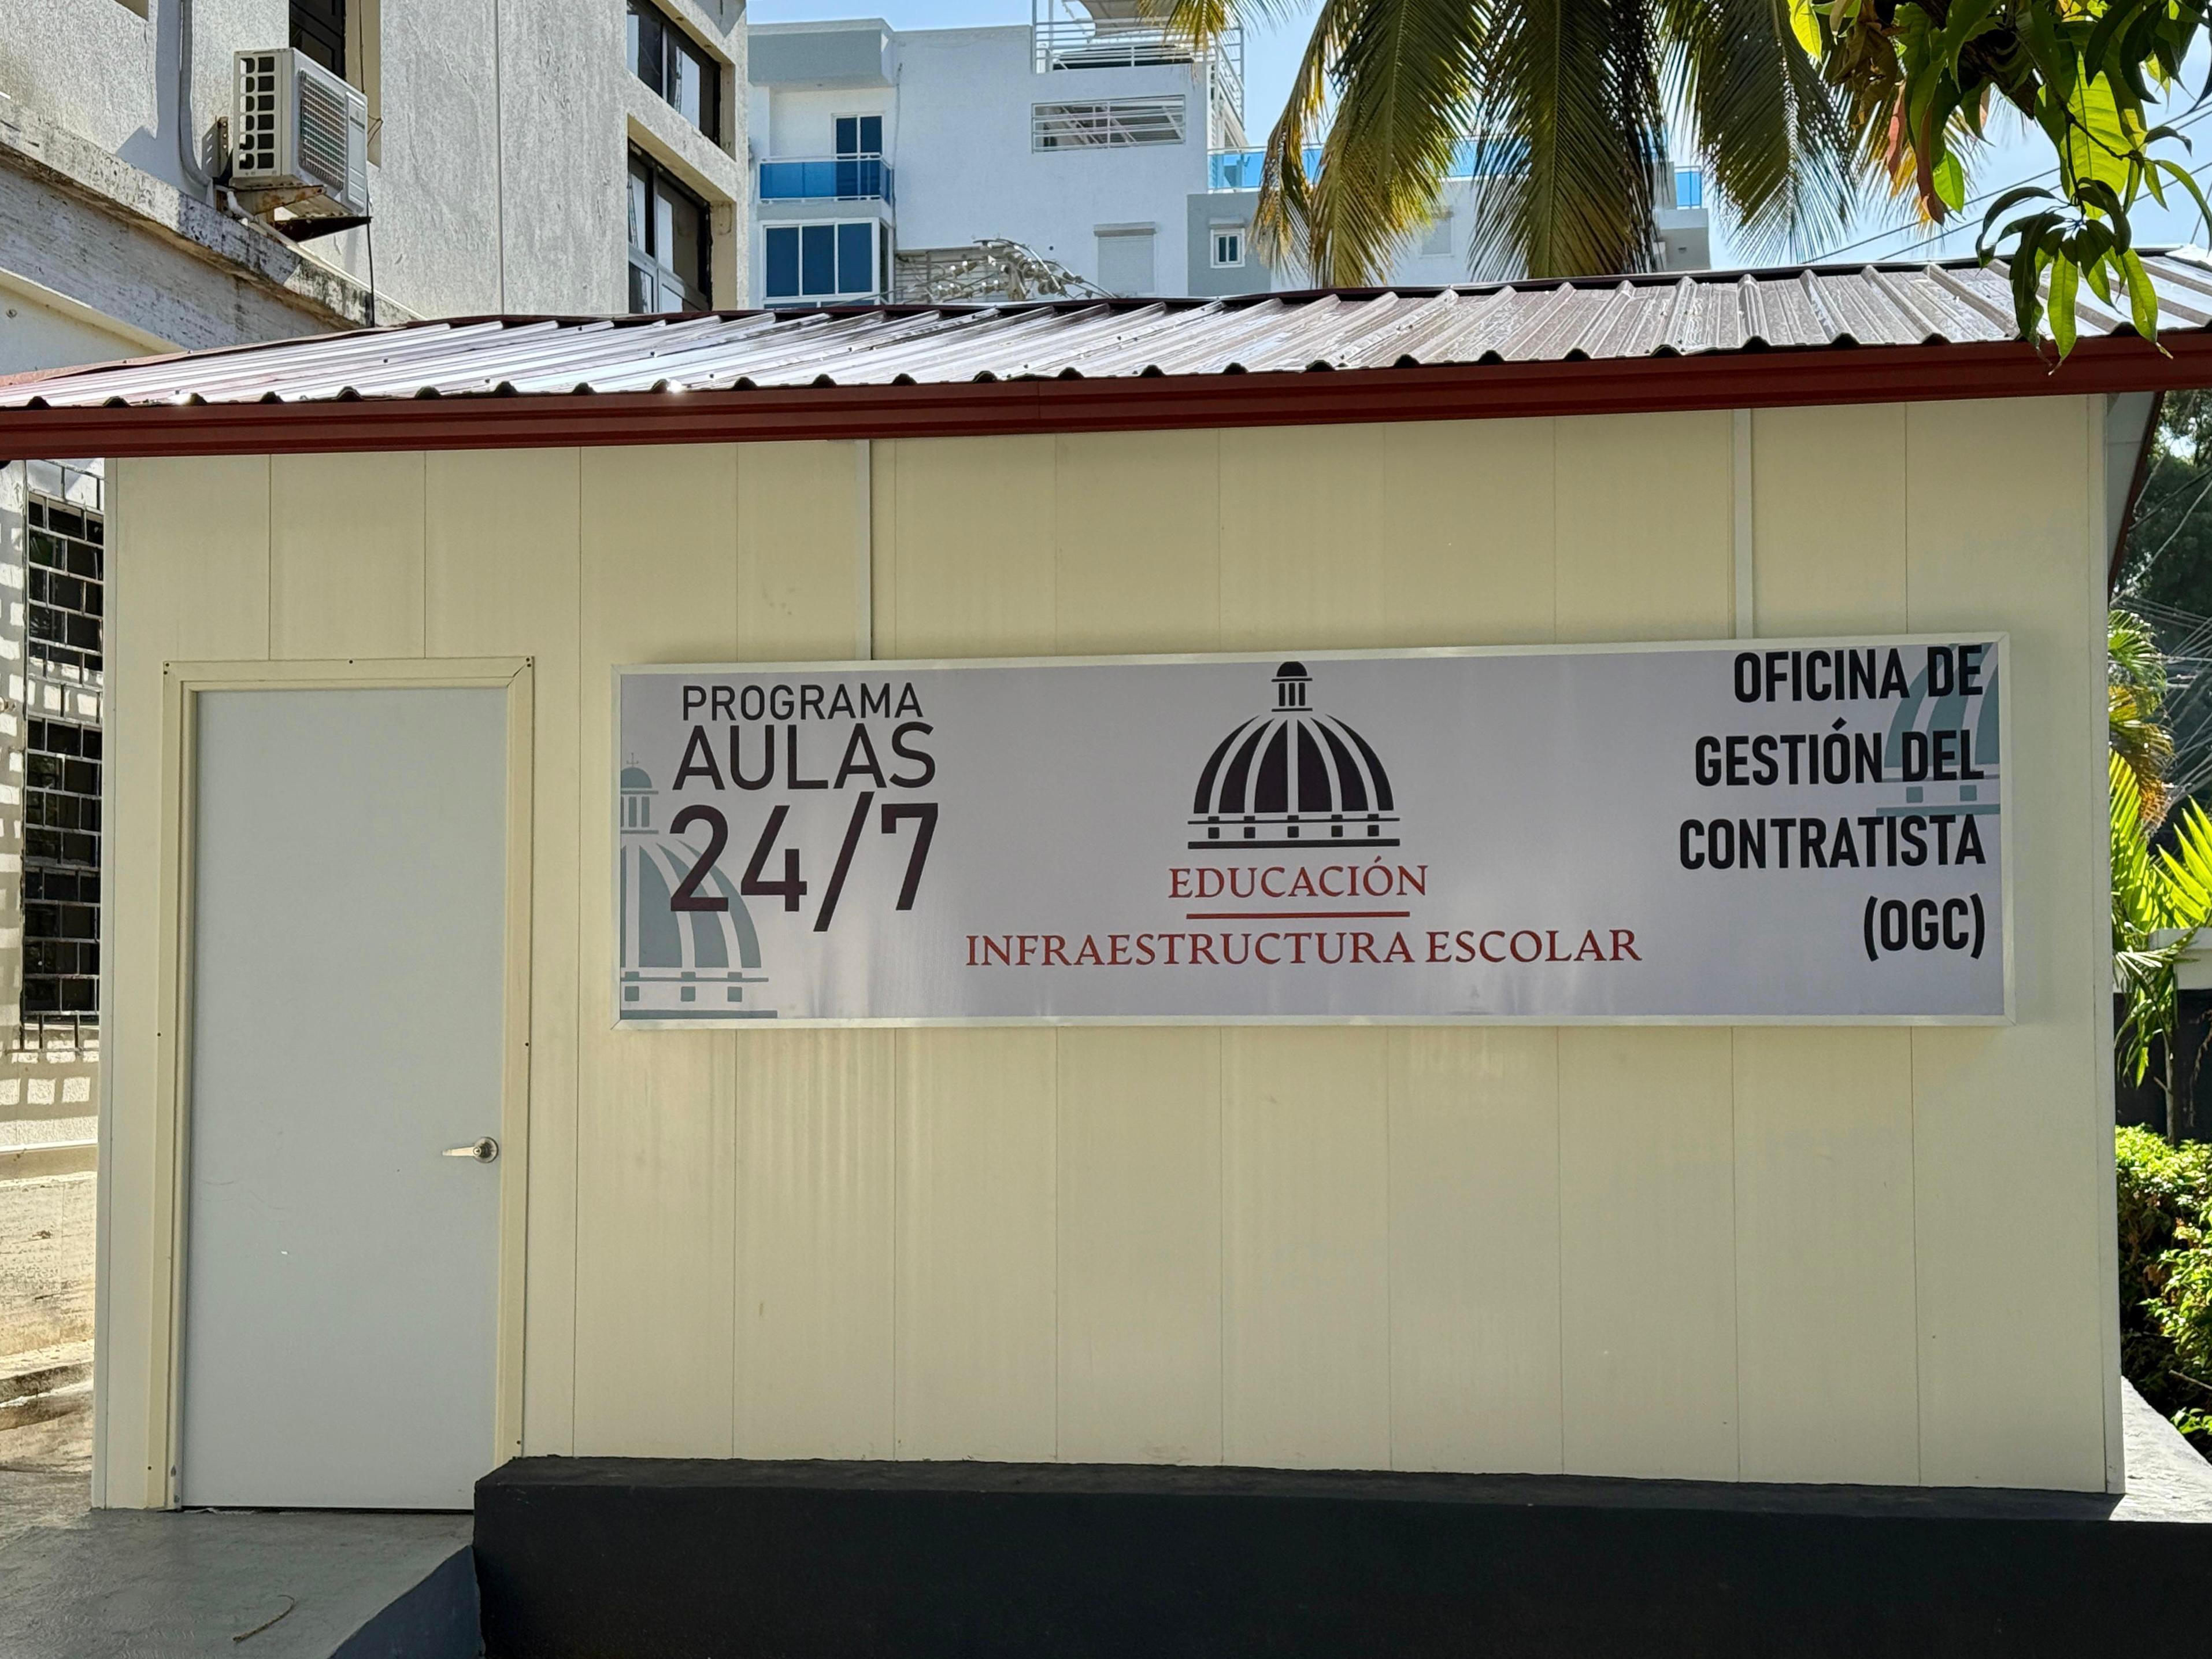 PROGRAMA
AULAS
24/7
EDUCACIÓN
INFRAESTRUCTURA ESCOLAR
OFICINA DE
GESTIÓN DEL
CONTRATISTA
(OGC)